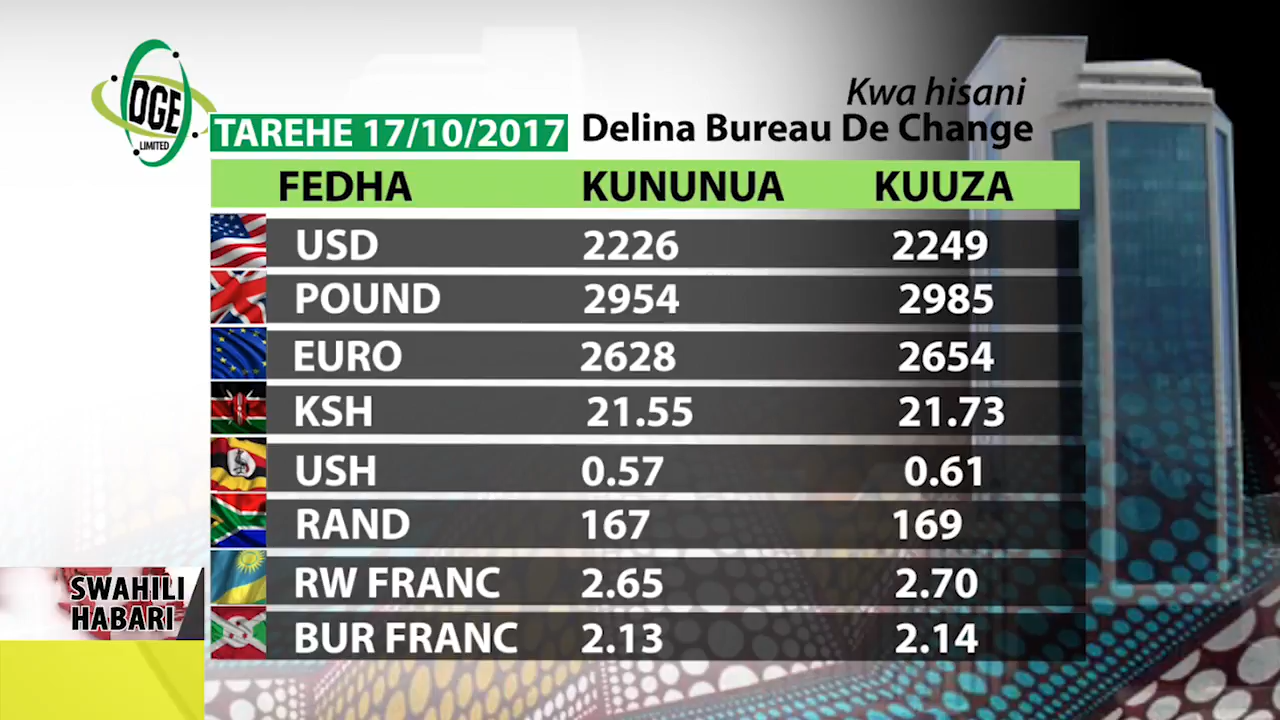 DGE
LIMITED
Kwa hisani
TAREHE 17/10/2017 Delina Bureau De Change
FEDHA KUNUNUA KUUZA
USD 2226 2249
POUND 2954 2985
EURO 2628 2654
KSH 21.55 21.73
USH 0.57 0.61
RAND 167 169
RW FRANC 2.65 2.70
BUR FRANC 2.13 2.14
SWAHILI
HABARI